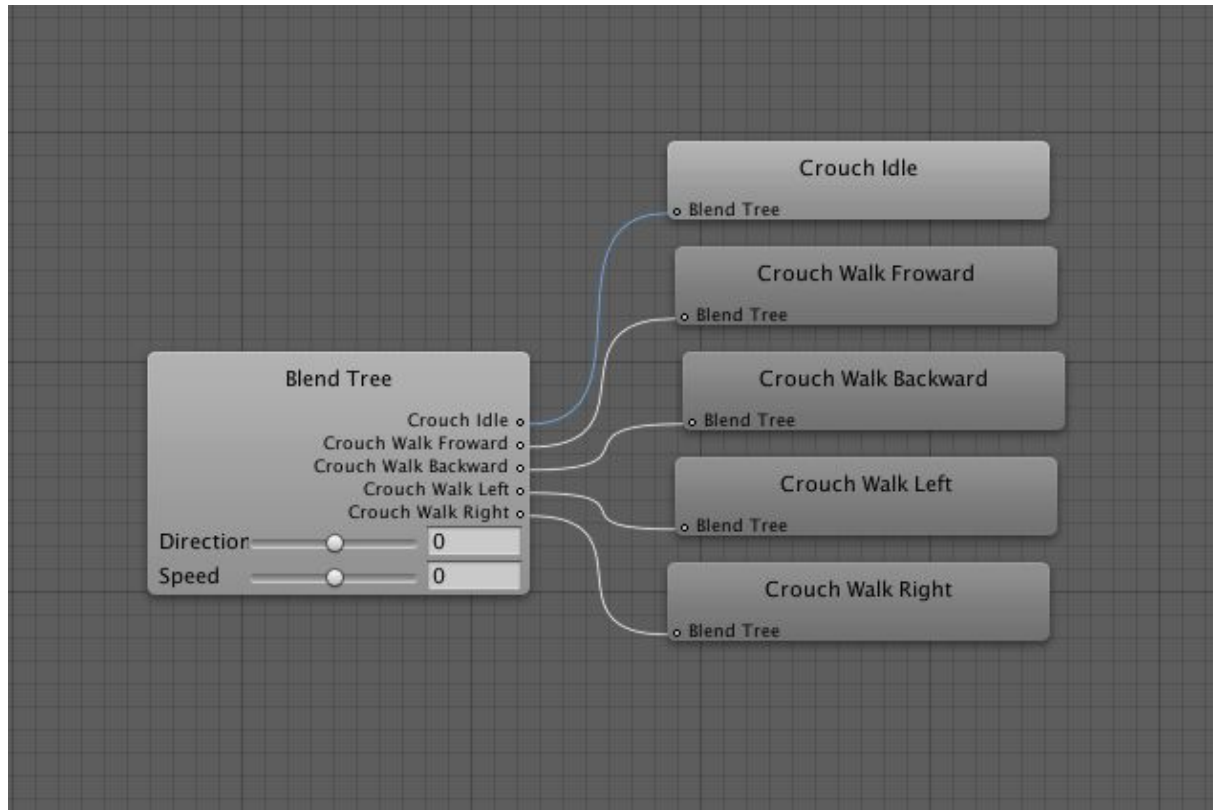 Blend Tree
Crouch Idle
Crouch Walk Froward
Crouch Walk Backward
Crouch Walk Left
Crouch Walk Right
Direction 0
Speed 0
Crouch Idle
Blend Tree
Crouch Walk Froward
Blend Tree
Crouch Walk Backward
Blend Tree
Crouch Walk Left
Blend Tree
Crouch Walk Right
Blend Tree